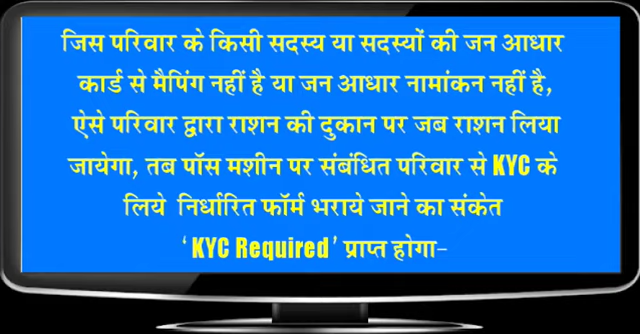 जिस परिवार के किसी सदस्य या सदस्यों की जन आधार
कार्ड से मैपिंग नहीं है या जन आधार नामांकन नहीं है,
ऐसे परिवार द्वारा राशन की दुकान पर जब राशन लिया
जायेगा, तब पॉस मशीन पर संबंधित परिवार से KYC के
लिये निर्धारित फॉर्म भराये जाने का संकेत
‘KYC Required’ प्राप्त होगा-